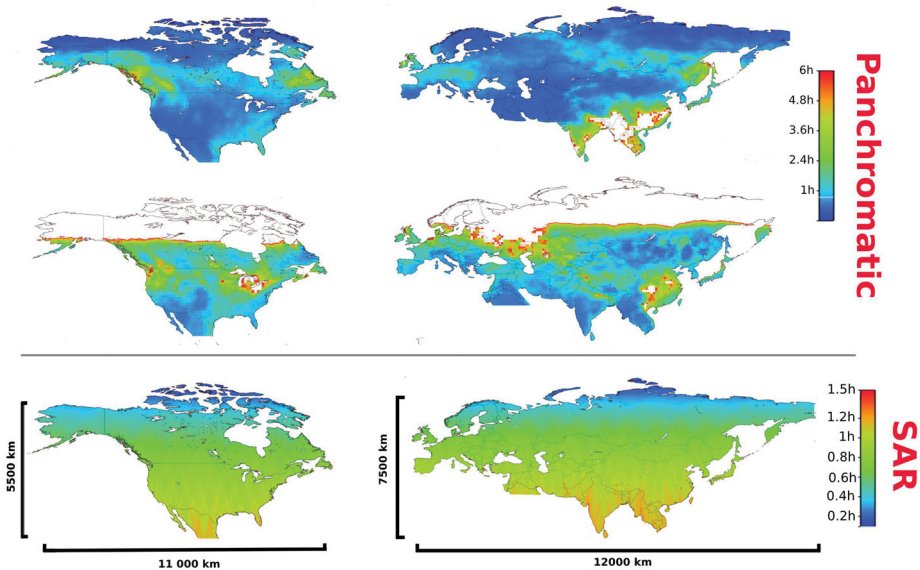 Panchromatic
6h
4.8h
3.6h
2.4h
1h
SAR
1.5h
1.2h
1h
0.8h
0.6h
0.4h
0.2h
5500 km
11 000 km
7500 km
12000 km